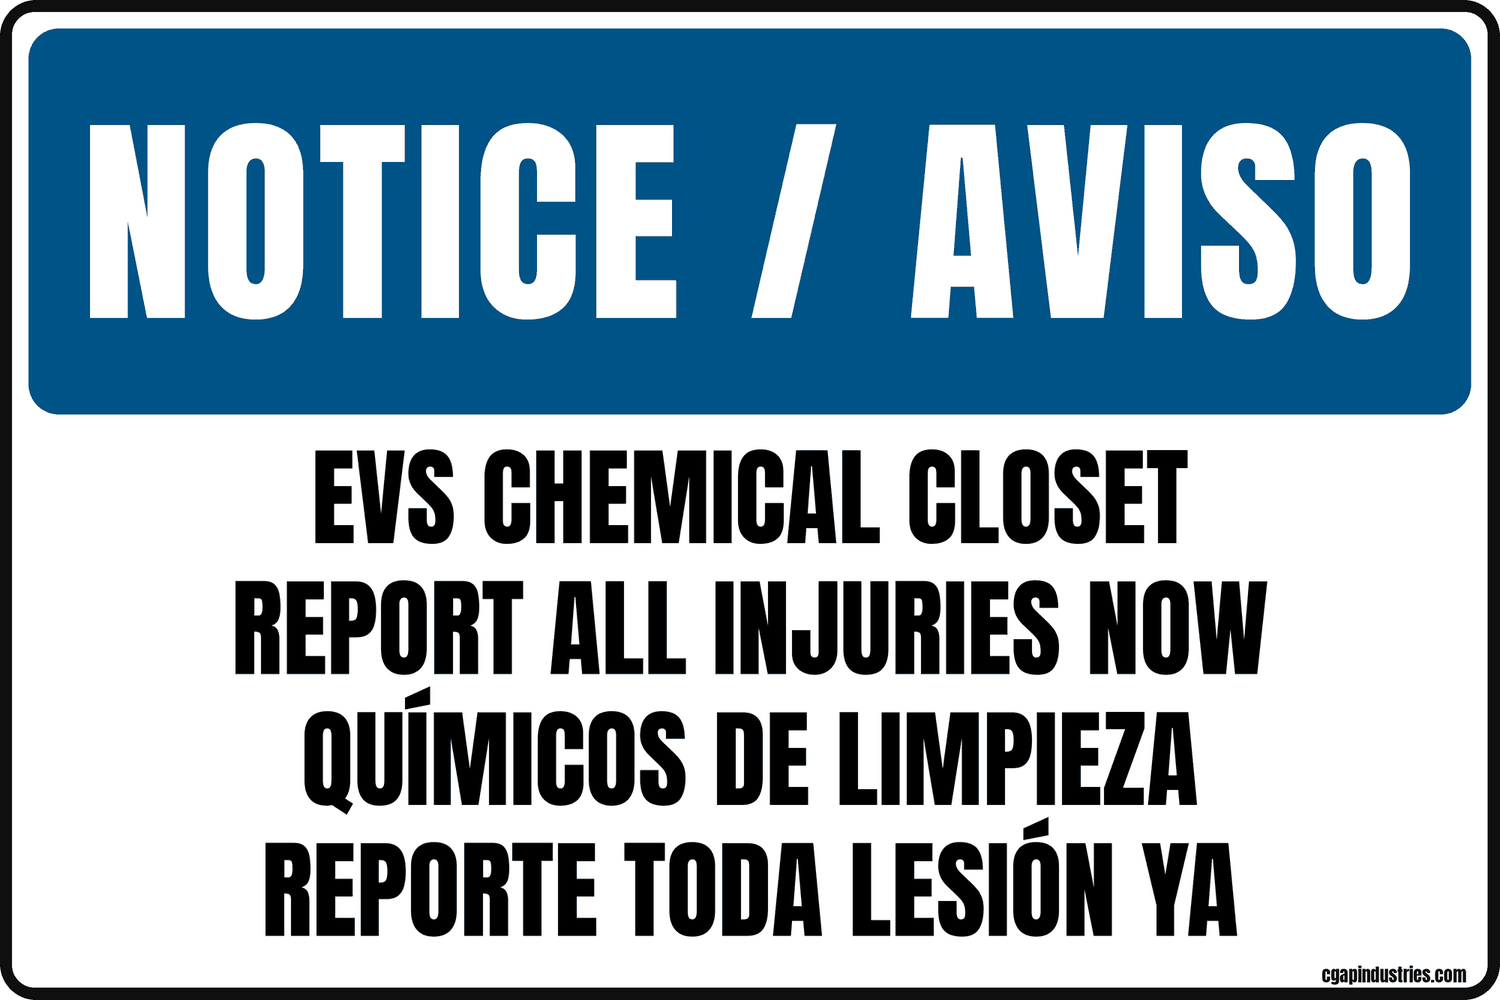 NOTICE / AVISO
EVS CHEMICAL CLOSET
REPORT ALL INJURIES NOW
QUÍMICOS DE LIMPIEZA
REPORTE TODA LESIÓN YA
cgapindustries.com